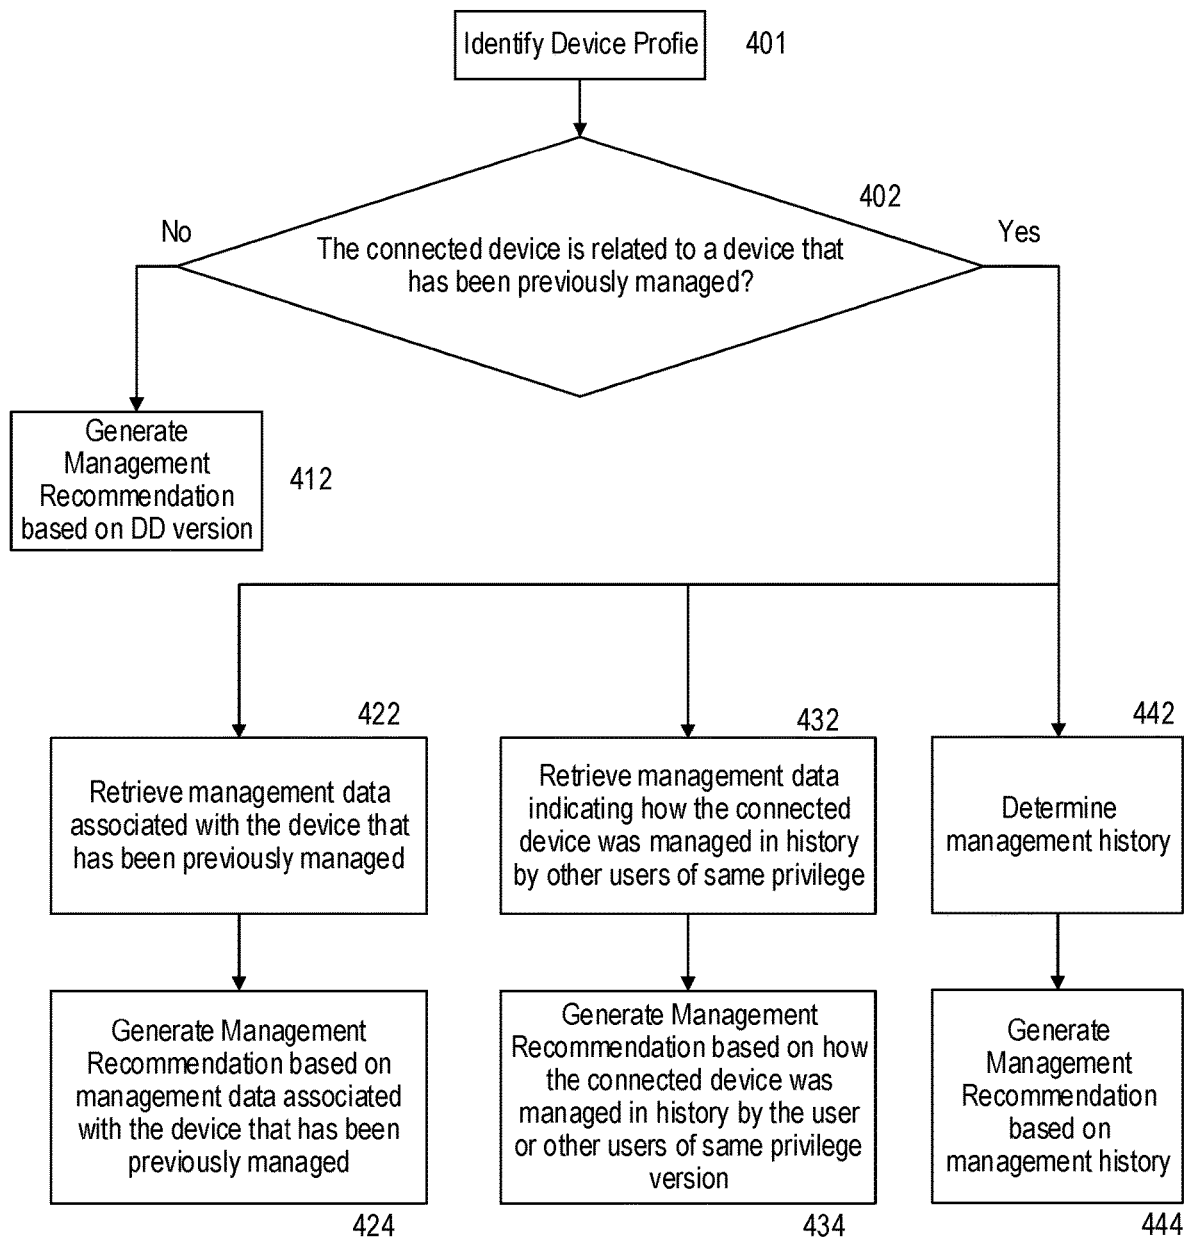 Identify Device Profie
401
402
No
Yes
The connected device is related to a device that
has been previously managed?
Generate
Management
Recommendation
based on DD version
412
422
432
442
Retrieve management data
associated with the device that
has been previously managed
Retrieve management data
indicating how the connected
device was managed in history
by other users of same privilege
Determine
management history
Generate Management
Recommendation based on
management data associated
with the device that has been
previously managed
Generate Management
Recommendation based on how
the connected device was
managed in history by the user
or other users of same privilege
version
Generate
Management
Recommendation
based on
management history
424
434
444